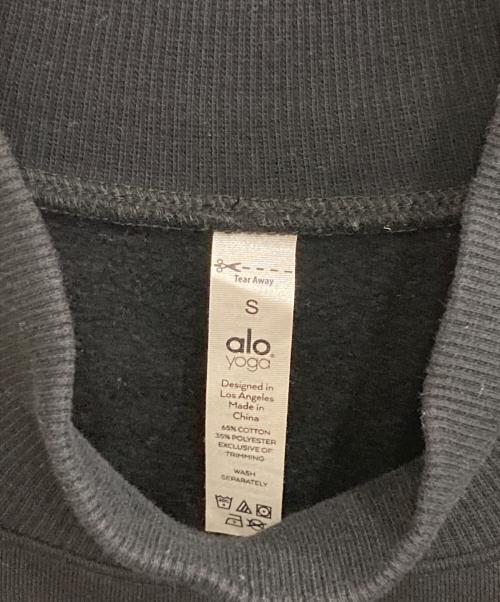 Tear Away
S
alo
yoga®
Designed in
Los Angeles
Made in
China
65% COTTON
35% POLYESTER
EXCLUSIVE OF
TRIMMING
WASH
SEPARATELY